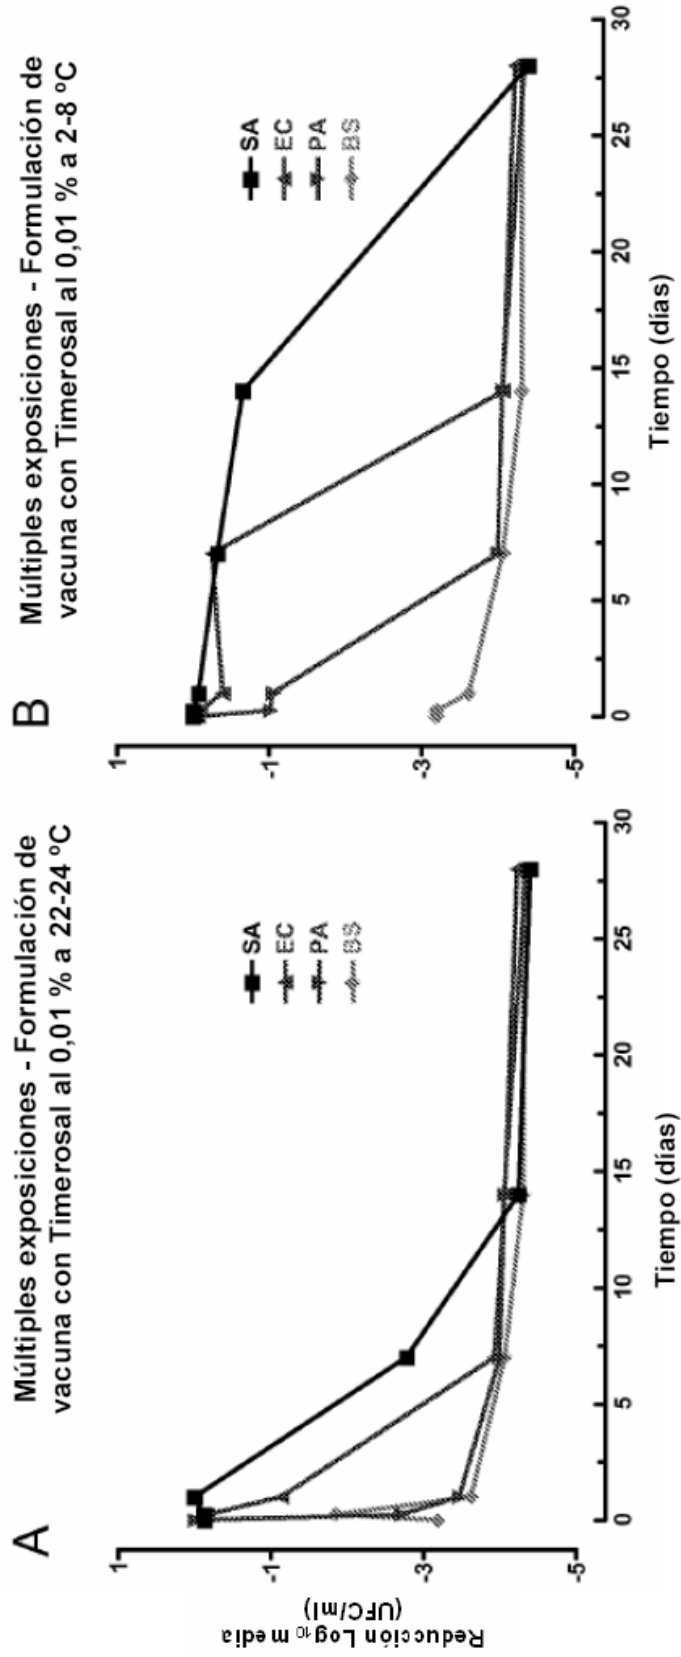 A
Múltiples exposiciones - Formulación de
vacuna con Timerosal al 0,01 % a 22-24 ºC
Reducción Log10 media
(UFC/ml)
1
-1
-3
-5
SA
EC
PA
BS
0
5
10
15
20
25
30
Tiempo (días)
B
Múltiples exposiciones - Formulación de
vacuna con Timerosal al 0,01 % a 2-8 ºC
1
-1
-3
-5
SA
EC
PA
BS
0
5
10
15
20
25
30
Tiempo (días)